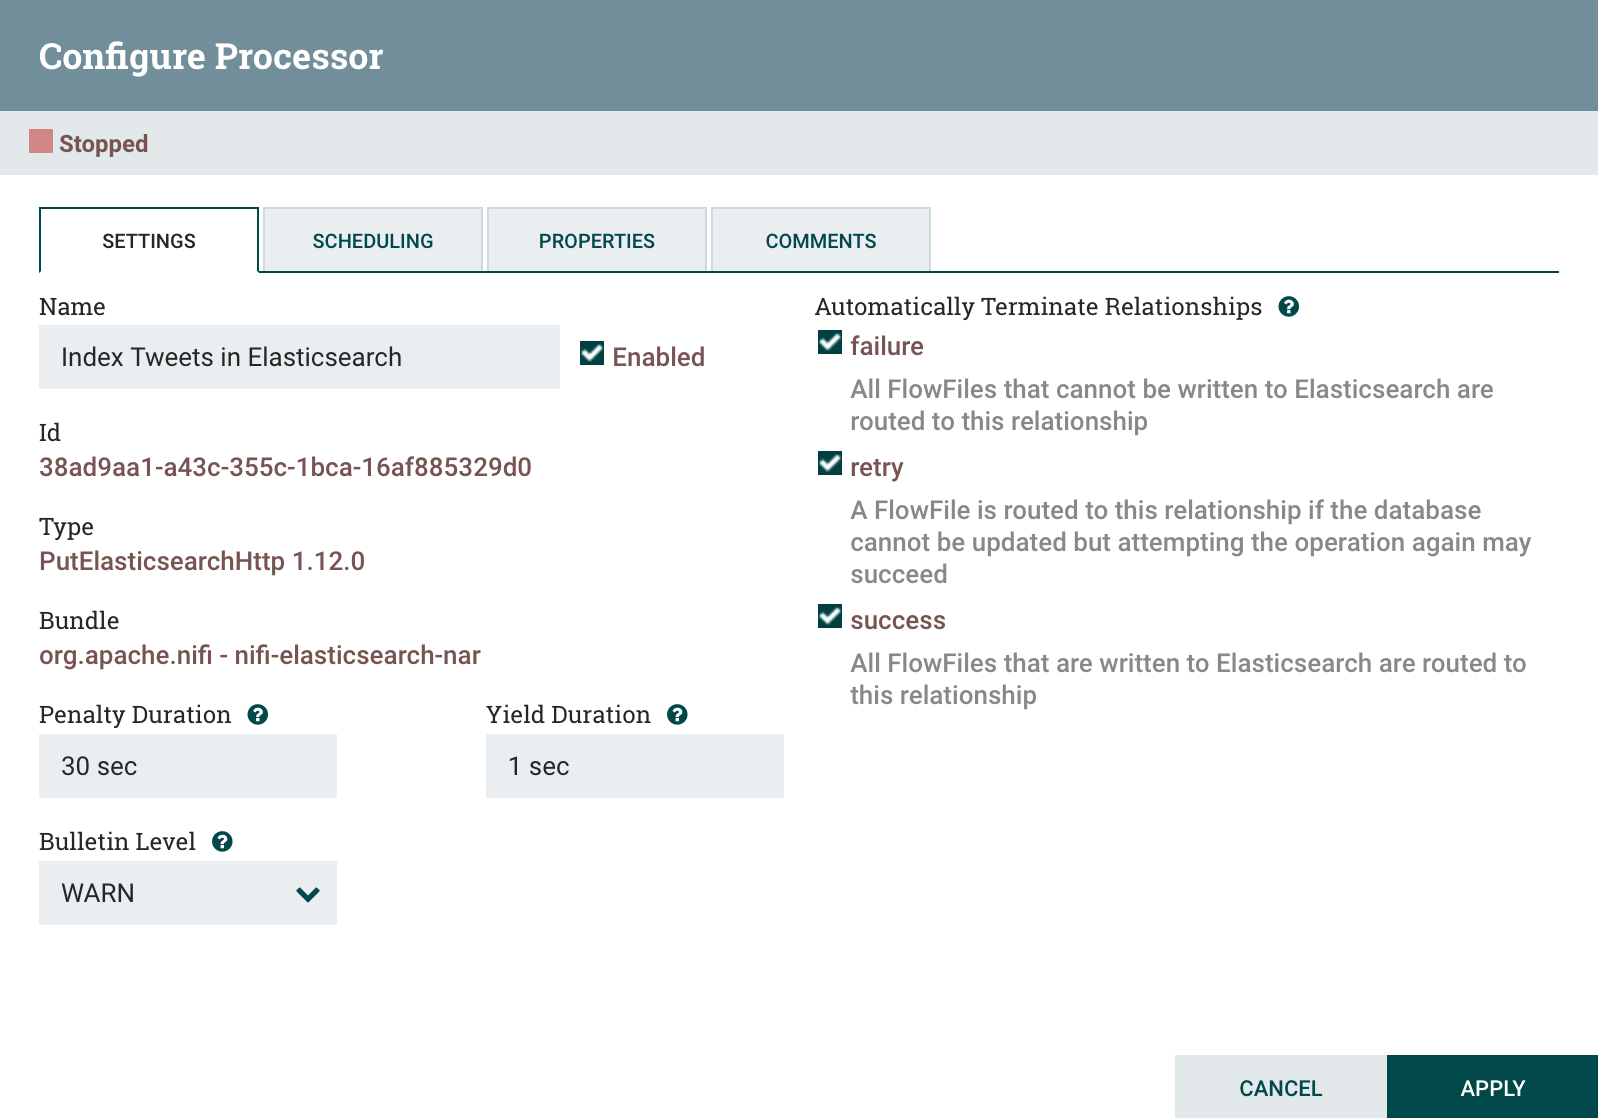 Configure Processor
Stopped
SETTINGS
SCHEDULING
PROPERTIES
COMMENTS
Name
Index Tweets in Elasticsearch
Enabled
Id
38ad9aa1-a43c-355c-1bca-16af885329d0
Type
PutElasticsearchHttp 1.12.0
Bundle
org.apache.nifi - nifi-elasticsearch-nar
Penalty Duration
30 sec
Yield Duration
1 sec
Bulletin Level
WARN
Automatically Terminate Relationships
failure
All FlowFiles that cannot be written to Elasticsearch are
routed to this relationship
retry
A FlowFile is routed to this relationship if the database
cannot be updated but attempting the operation again may
succeed
success
All FlowFiles that are written to Elasticsearch are routed to
this relationship
CANCEL
APPLY